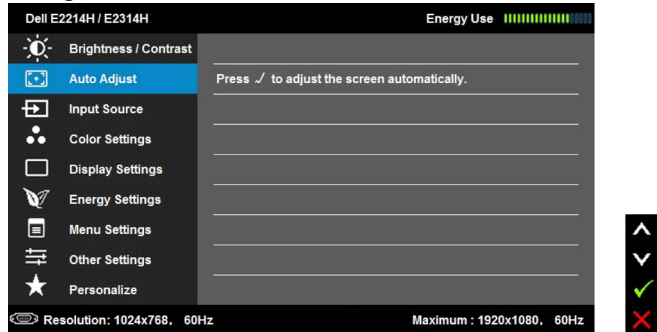 Dell E2214H / E2314H Energy Use
Brightness / Contrast
Auto Adjust Press ✓ to adjust the screen automatically.
Input Source
Color Settings
Display Settings
Energy Settings
Menu Settings
Other Settings
Personalize
Resolution: 1024x768, 60Hz Maximum : 1920x1080, 60Hz